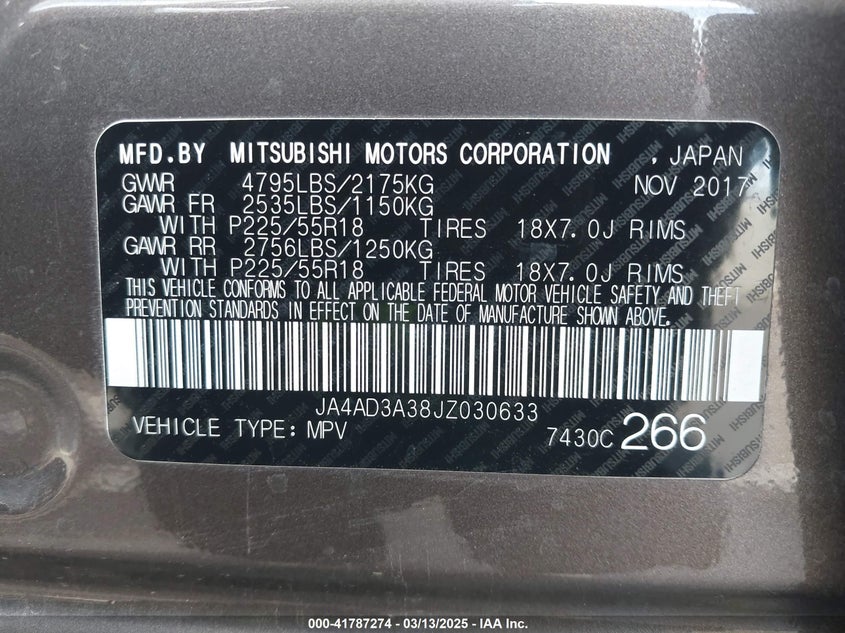 MFD.BY MITSUBISHI MOTORS CORPORATION , JAPAN
GVWR 4795LBS/2175KG NOV 2017
GAWR FR 2535LBS/1150KG
WITH P225/55R18 TIRES 18X7.0J RIMS
GAWR RR 2756LBS/1250KG
WITH P225/55R18 TIRES 18X7.0J RIMS
THIS VEHICLE CONFORMS TO ALL APPLICABLE FEDERAL MOTOR VEHICLE SAFETY AND THEFT
PREVENTION STANDARDS IN EFFECT ON THE DATE OF MANUFACTURE SHOWN ABOVE.
JA4AD3A38JZ030633
VEHICLE TYPE: MPV 7430C 266
000-41787274 - 03/13/2025 - IAA Inc.